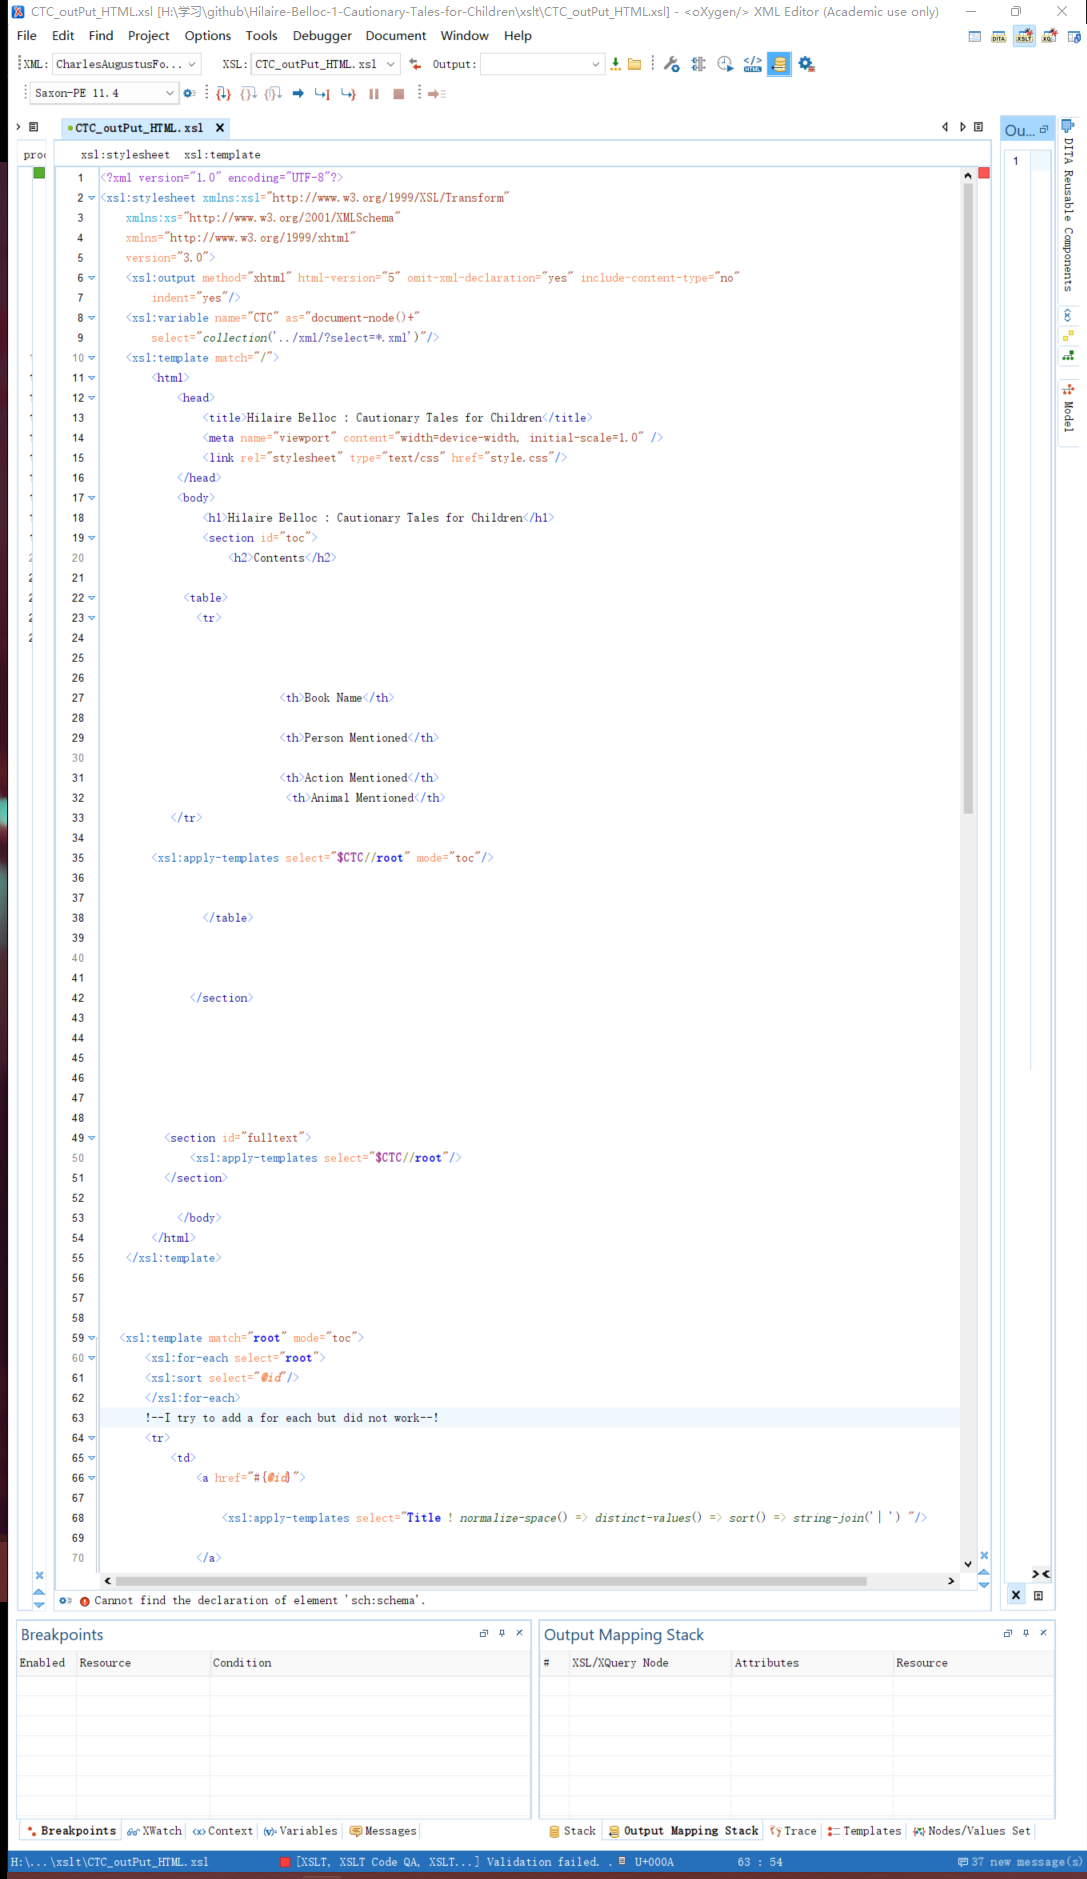 CTC_outPut_HTML.xsl [H:\学习\github\Hilaire-Belloc-1-Cautionary-Tales-for-Children\xslt\CTC_outPut_HTML.xsl] - <oXygen/> XML Editor (Academic use only)
File Edit Find Project Options Tools Debugger Document Window Help
XML: CharlesAugustusFo... XSL: CTC_outPut_HTML.xsl Output:
Saxon-PE 11.4
CTC_outPut_HTML.xsl
Ou...
proc xsl:stylesheet xsl:template
1
1 <?xml version="1.0" encoding="UTF-8"?>
2 <xsl:stylesheet xmlns:xsl="http://www.w3.org/1999/XSL/Transform"
3 xmlns:xs="http://www.w3.org/2001/XMLSchema"
4 xmlns="http://www.w3.org/1999/xhtml"
5 version="3.0">
6 <xsl:output method="xhtml" html-version="5" omit-xml-declaration="yes" include-content-type="no"
7 indent="yes"/>
8 <xsl:variable name="CTC" as="document-node()+"
9 select="collection('../xml/?select=*.xml')"/>
10 <xsl:template match="/">
11 <html>
12 <head>
13 <title>Hilaire Belloc : Cautionary Tales for Children</title>
14 <meta name="viewport" content="width=device-width, initial-scale=1.0" />
15 <link rel="stylesheet" type="text/css" href="style.css"/>
16 </head>
17 <body>
18 <h1>Hilaire Belloc : Cautionary Tales for Children</h1>
19 <section id="toc">
20 <h2>Contents</h2>
21
22 <table>
23 <tr>
24
25
26
27 <th>Book Name</th>
28
29 <th>Person Mentioned</th>
30
31 <th>Action Mentioned</th>
32 <th>Animal Mentioned</th>
33 </tr>
34
35 <xsl:apply-templates select="$CTC//root" mode="toc"/>
36
37
38 </table>
39
40
41
42 </section>
43
44
45
46
47
48
49 <section id="fulltext">
50 <xsl:apply-templates select="$CTC//root"/>
51 </section>
52
53 </body>
54 </html>
55 </xsl:template>
56
57
58
59 <xsl:template match="root" mode="toc">
60 <xsl:for-each select="root">
61 <xsl:sort select="@id"/>
62 </xsl:for-each>
63 !--I try to add a for each but did not work--!
64 <tr>
65 <td>
66 <a href="#{@id}">
67
68 <xsl:apply-templates select="Title ! normalize-space() => distinct-values() => sort() => string-join('| ') "/>
69
70 </a>
DITA Reusable Components
Model
Cannot find the declaration of element 'sch:schema'.
Breakpoints
Enabled Resource Condition
Output Mapping Stack
# XSL/XQuery Node Attributes Resource
Breakpoints XWatch Context Variables Messages
Stack Output Mapping Stack Trace Templates Nodes/Values Set
H:\...\xslt\CTC_outPut_HTML.xsl [XSLT, XSLT Code QA, XSLT...] Validation failed. . U+000A 63 : 54 37 new message(s)